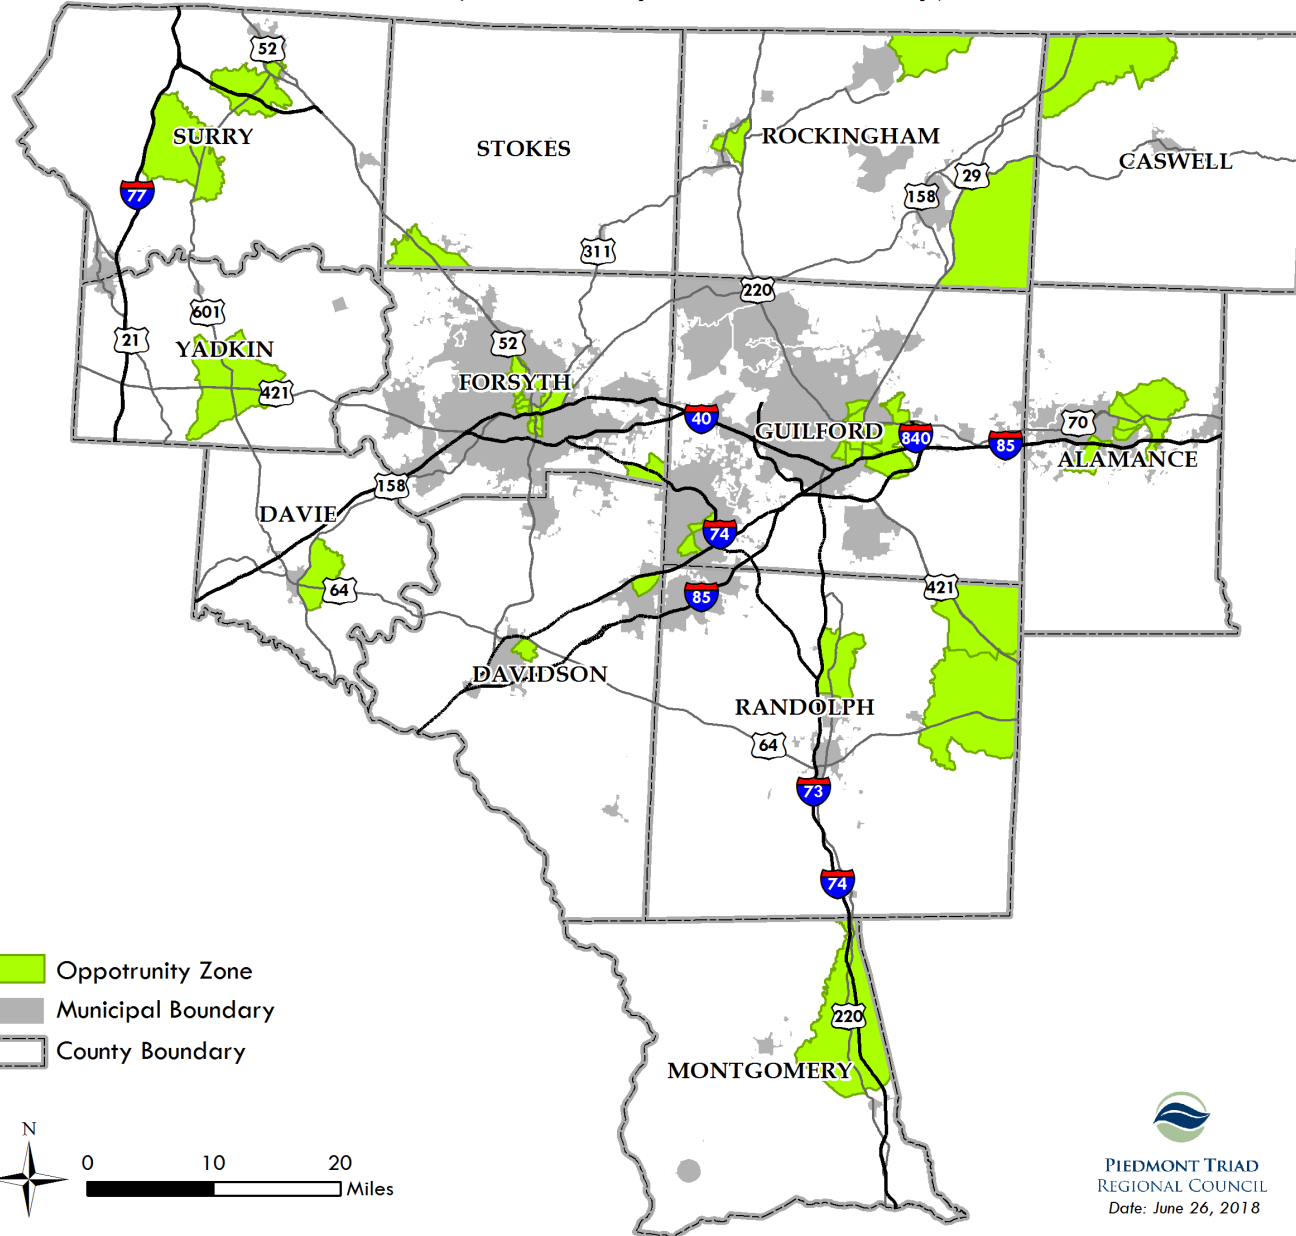 52
SURRY
STOKES
ROCKINGHAM
CASWELL
29
158
77
311
220
601
21
YADKIN
52
421
FORSYTH
40
GUILFORD
840
85
70
ALAMANCE
158
DAVIE
74
64
85
421
DAVIDSON
RANDOLPH
64
73
74
220
MONTGOMERY
Oppotrunity Zone
Municipal Boundary
County Boundary
N
0 10 20
Miles
PIEDMONT TRIAD
REGIONAL COUNCIL
Date: June 26, 2018